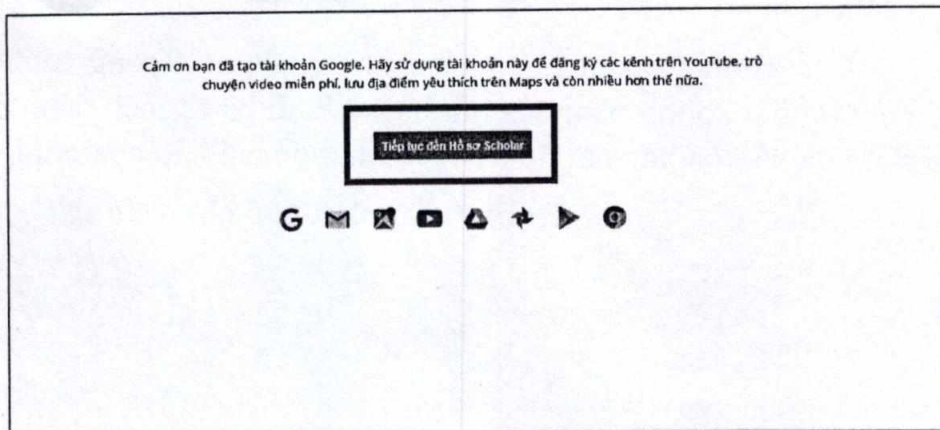 Cảm ơn bạn đã tạo tài khoản Google. Hãy sử dụng tài khoản này để đăng ký các kênh trên YouTube, trò
chuyện video miễn phí, lưu địa điểm yêu thích trên Maps và còn nhiều hơn thế nữa.
Tiếp tục đến Hồ sơ Scholar